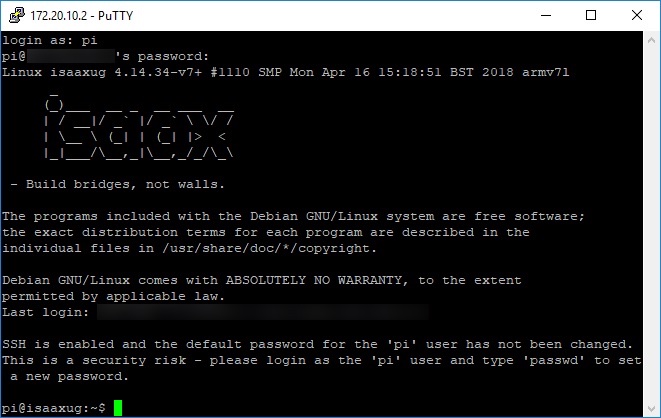 172.20.10.2 - PuTTY
login as: pi
pi@ 's password:
Linux isaaxug 4.14.34-v7+ #1110 SMP Mon Apr 16 15:18:51 BST 2018 armv7l
isaax
- Build bridges, not walls.
The programs included with the Debian GNU/Linux system are free software;
the exact distribution terms for each program are described in the
individual files in /usr/share/doc/*/copyright.
Debian GNU/Linux comes with ABSOLUTELY NO WARRANTY, to the extent
permitted by applicable law.
Last login:
SSH is enabled and the default password for the 'pi' user has not been changed.
This is a security risk - please login as the 'pi' user and type 'passwd' to set
a new password.
pi@isaaxug:~$